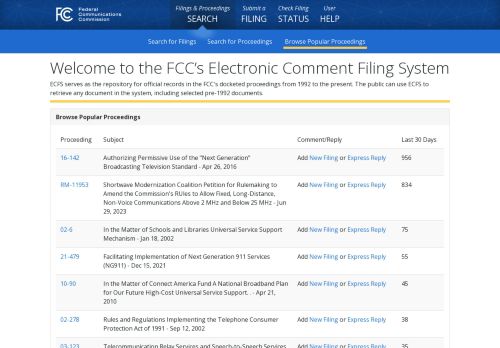 FCC Federal
Communications
Commission
Filings & Proceedings
SEARCH
Submit a
FILING
Check Filing
STATUS
User
HELP
Search for Filings
Search for Proceedings
Browse Popular Proceedings
Welcome to the FCC's Electronic Comment Filing System
ECFS serves as the repository for official records in the FCC's docketed proceedings from 1992 to the present. The public can use ECFS to
retrieve any document in the system, including selected pre-1992 documents.
Browse Popular Proceedings
Proceeding Subject Comment/Reply Last 30 Days
16-142 Authorizing Permissive Use of the "Next Generation" Add New Filing or Express Reply 956
Broadcasting Television Standard - Apr 26, 2016
RM-11953 Shortwave Modernization Coalition Petition for Rulemaking to Add New Filing or Express Reply 834
Amend the Commission's RUles to Allow Fixed, Long-Distance,
Non-Voice Communications Above 2 MHz and Below 25 MHz - Jun
29, 2023
02-6 In the Matter of Schools and Libraries Universal Service Support Add New Filing or Express Reply 75
Mechanism - Jan 18, 2002
21-479 Facilitating Implementation of Next Generation 911 Services Add New Filing or Express Reply 55
(NG911) - Dec 15, 2021
10-90 In the Matter of Connect America Fund A National Broadband Plan Add New Filing or Express Reply 45
for Our Future High-Cost Universal Service Support. . - Apr 21,
2010
02-278 Rules and Regulations Implementing the Telephone Consumer Add New Filing or Express Reply 38
Protection Act of 1991 - Sep 12, 2002
03-123 Telecommunication Relay Services and Speech-to-Speech Services Add New Filing or Express Reply 35